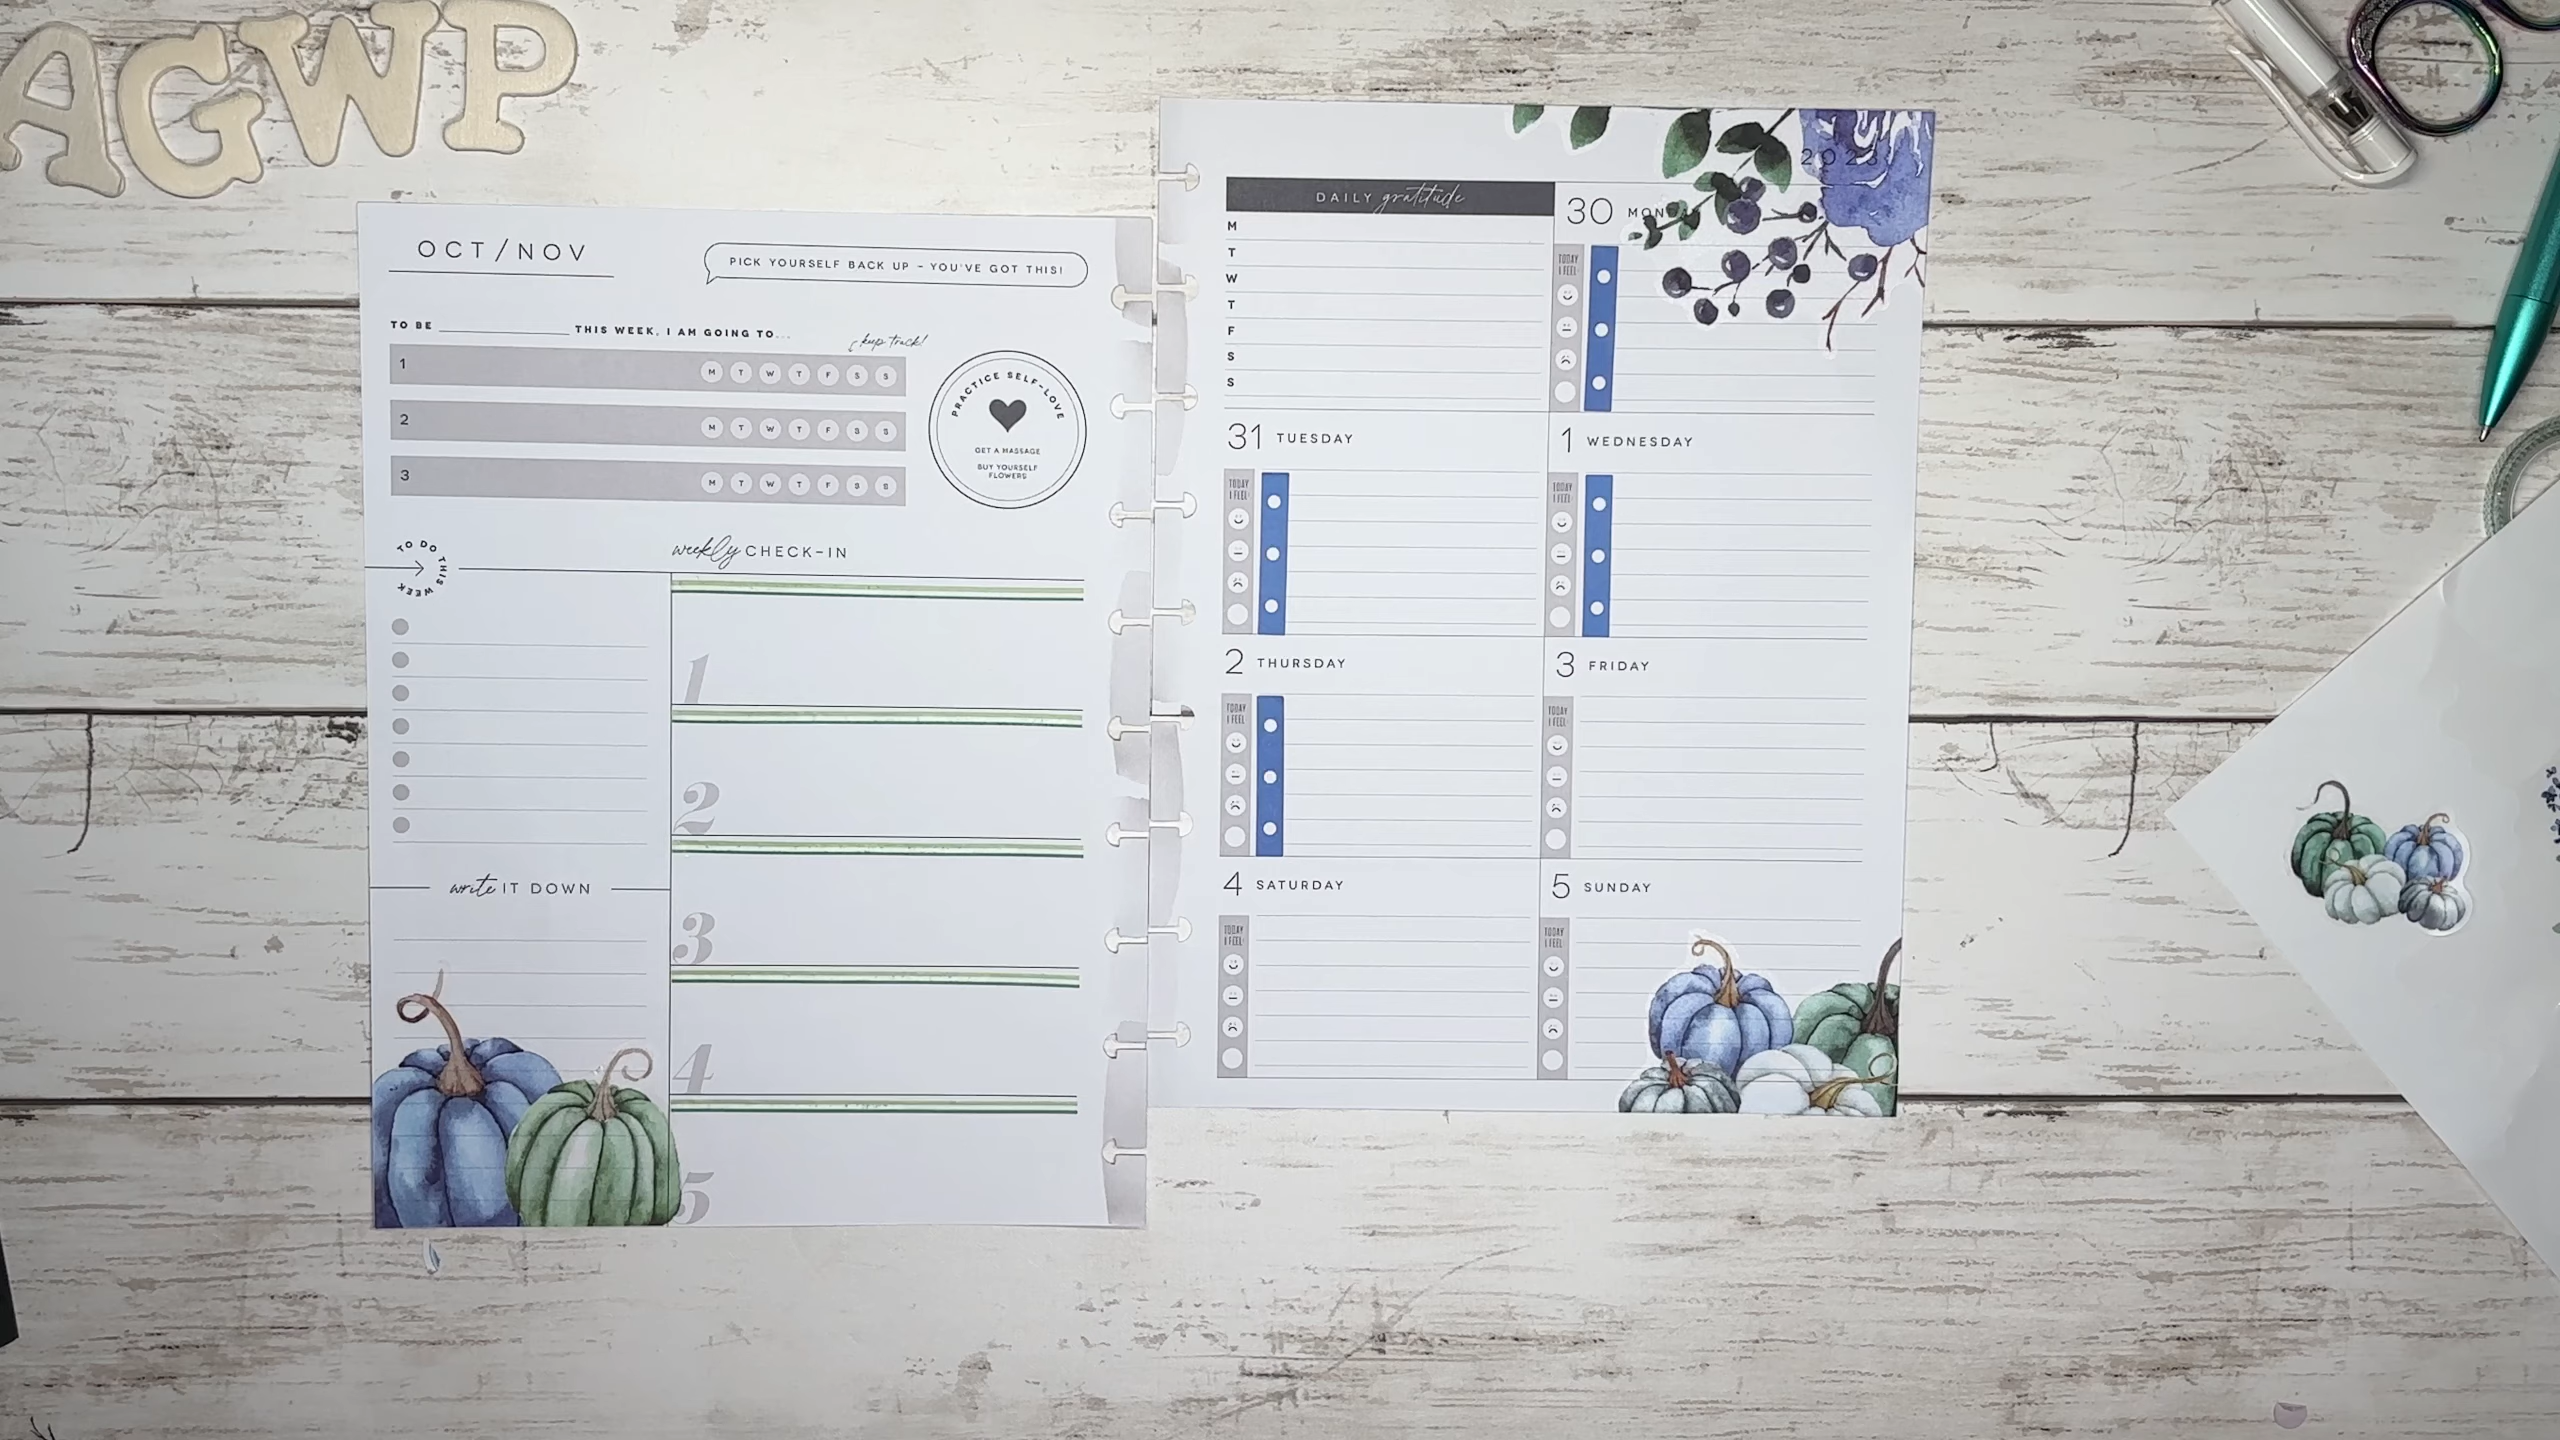 AGWP
OCT/NOV
PICK YOURSELF BACK UP - YOU'VE GOT THIS!
TO BE ____________ THIS WEEK, I AM GOING TO...
keep track!
1 M T W T F S S
2 M T W T F S S
3 M T W T F S S
PRACTICE SELF-LOVE
GET A MASSAGE
BUY YOURSELF
FLOWERS
TO DO THIS WEEK
weekly CHECK-IN
1
2
3
4
5
write IT DOWN
2023
DAILY gratitude
M
T
W
T
F
S
S
30 MONDAY
TODAY
I FEEL:
31 TUESDAY
TODAY
I FEEL:
1 WEDNESDAY
TODAY
I FEEL:
2 THURSDAY
TODAY
I FEEL:
3 FRIDAY
TODAY
I FEEL:
4 SATURDAY
TODAY
I FEEL:
5 SUNDAY
TODAY
I FEEL: